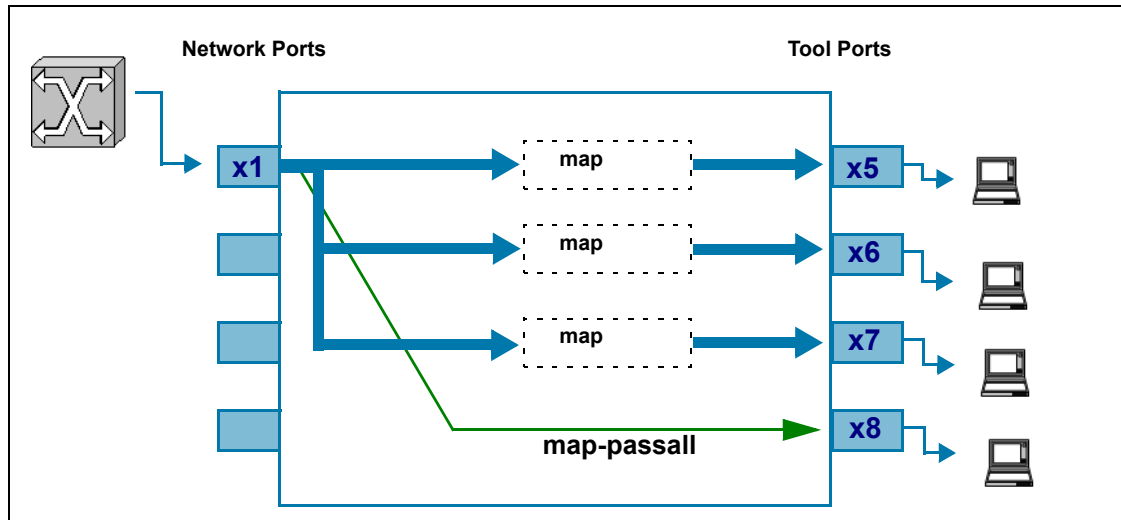 Network Ports
Tool Ports
x1
map
x5
map
x6
map
x7
map-passall
x8